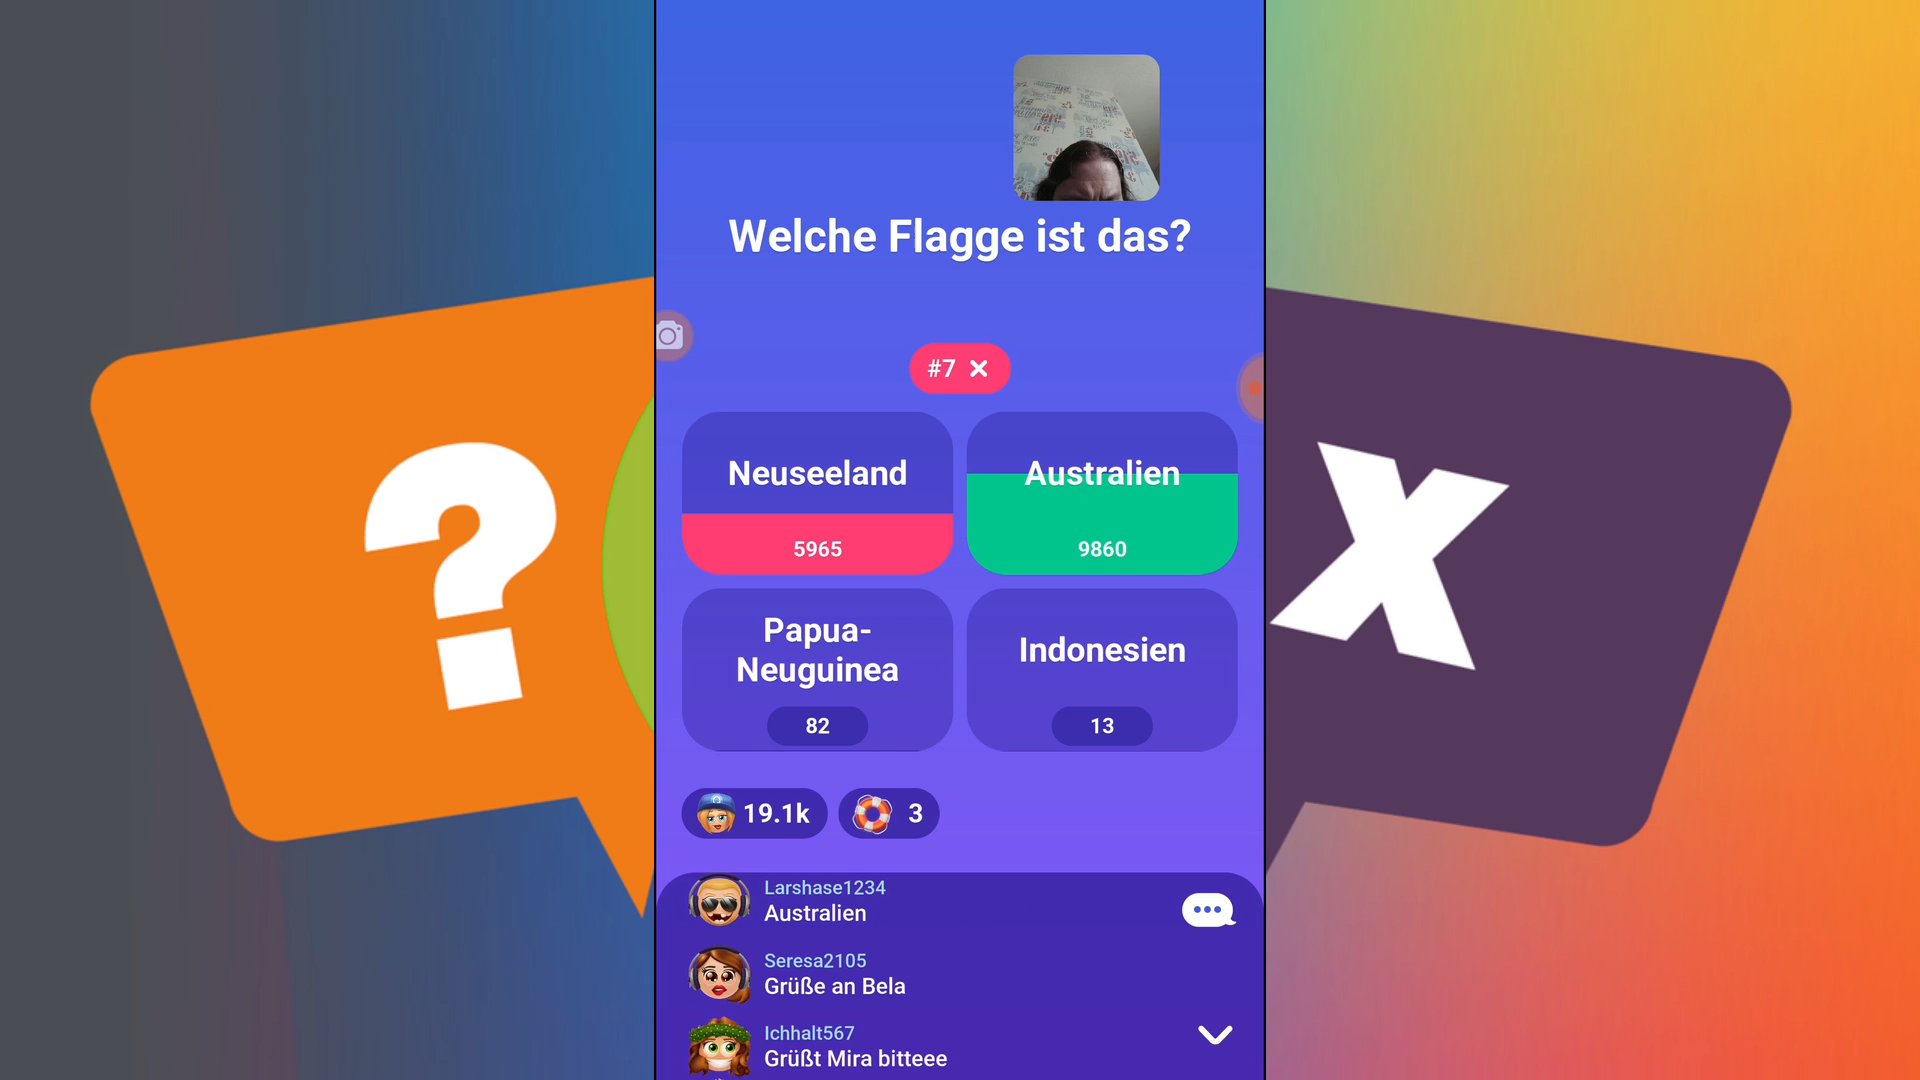 Welche Flagge ist das?
#7
Neuseeland
5965
Australien
9860
Papua-
Neuguinea
82
Indonesien
13
19.1k
3
Larshase1234
Australien
Seresa2105
Grüße an Bela
Ichhalt567
Grüßt Mira bitteee
?
X